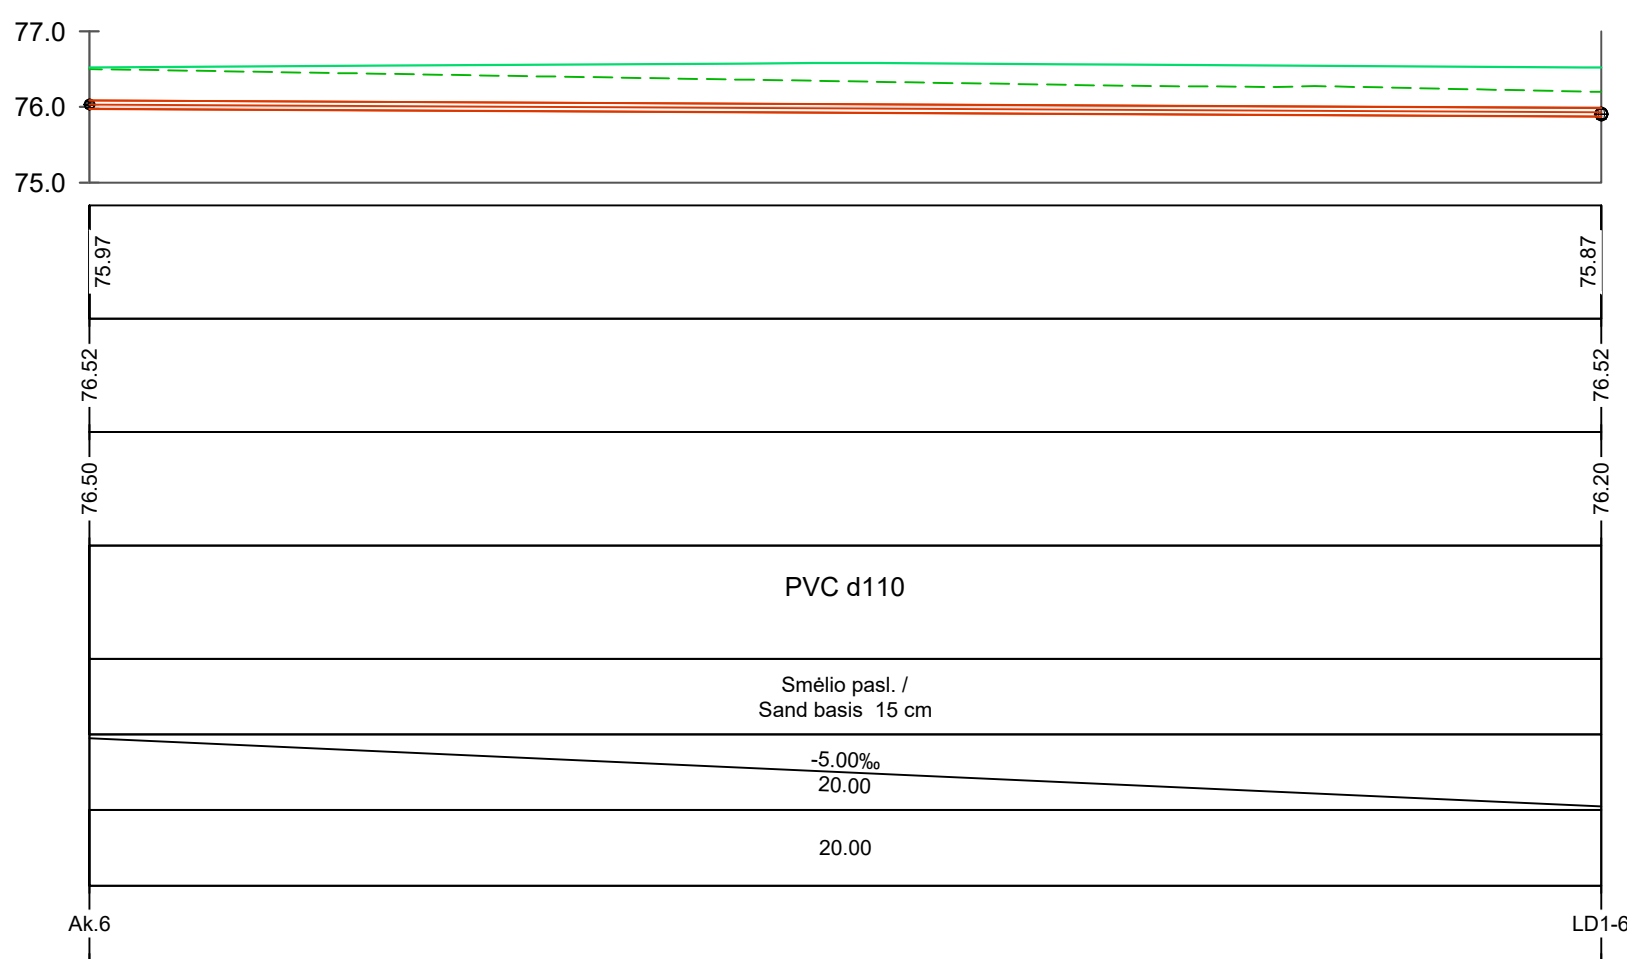 77.0
76.0
75.0
75.97
75.87
76.52
76.52
76.50
76.20
PVC d110
Smėlio pasl. /
Sand basis 15 cm
-5.00‰
20.00
20.00
Ak.6
LD1-6